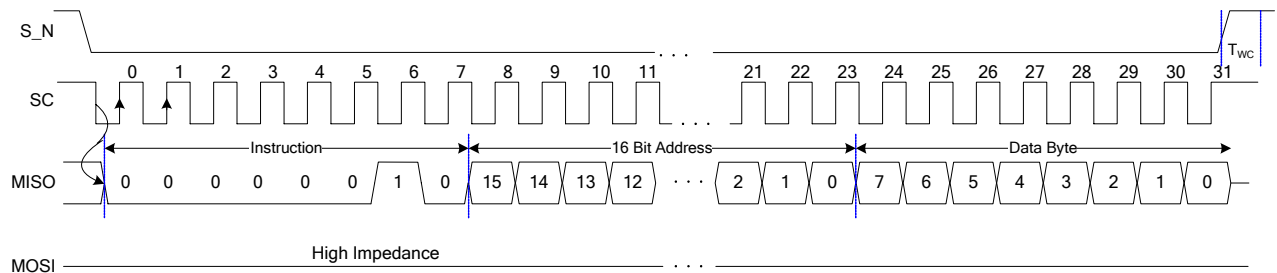 S_N
. . .
T_WC
0 1 2 3 4 5 6 7 8 9 10 11 21 22 23 24 25 26 27 28 29 30 31
SC
. . .
Instruction 16 Bit Address Data Byte
MISO 0 0 0 0 0 0 1 0 15 14 13 12 . . . 2 1 0 7 6 5 4 3 2 1 0
High Impedance
MOSI . . .